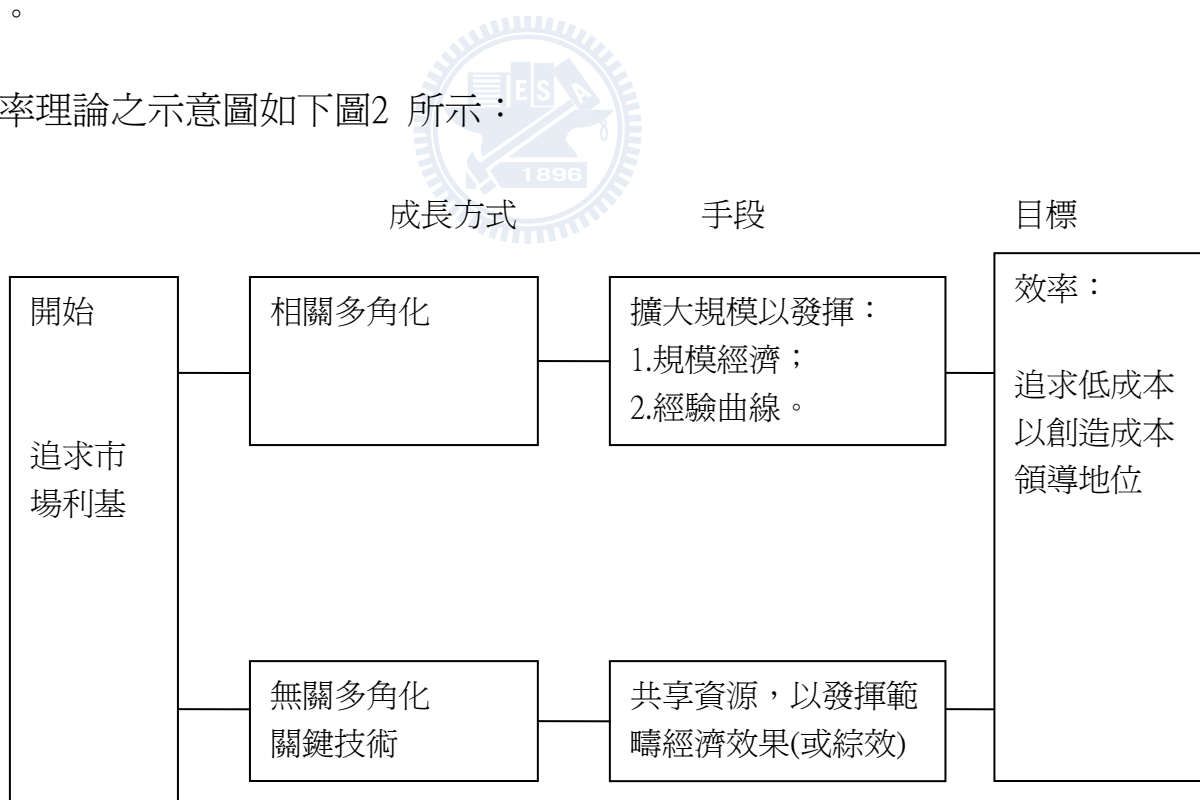 。
率理論之示意圖如下圖2 所示：
ESA
1896
成長方式 手段 目標
開始
追求市
場利基
相關多角化
擴大規模以發揮：
1.規模經濟；
2.經驗曲線。
效率：
追求低成本
以創造成本
領導地位
無關多角化
關鍵技術
共享資源，以發揮範
疇經濟效果(或綜效)